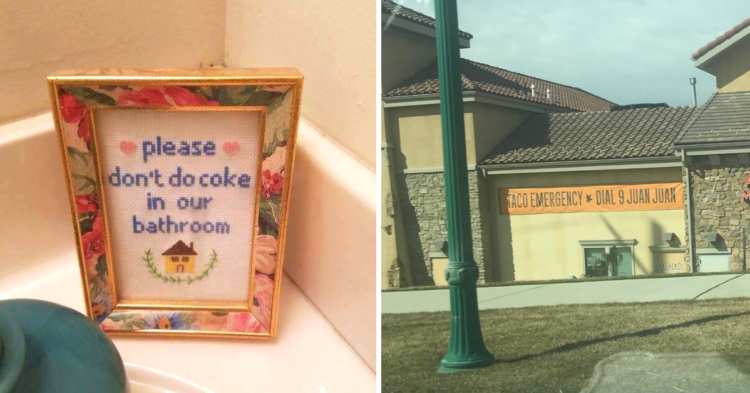 please
don't do coke
in our
bathroom
TACO EMERGENCY * DIAL 9 JUAN JUAN